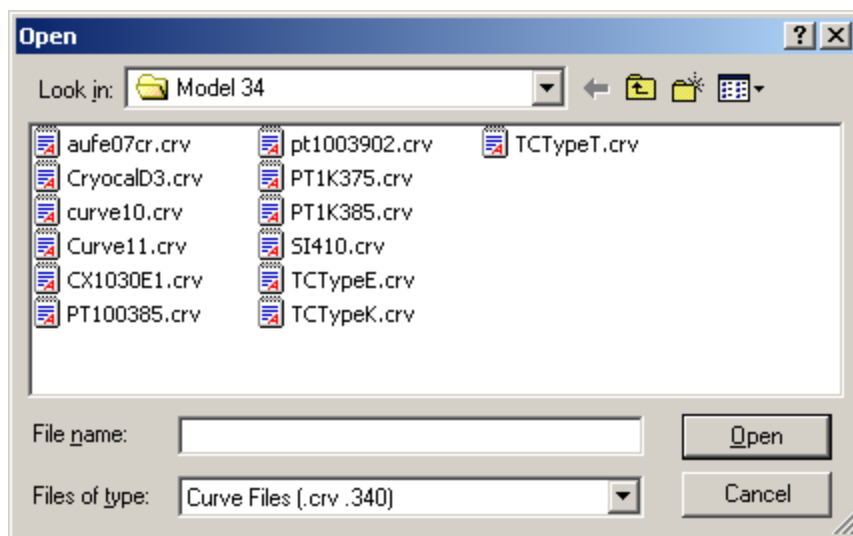 Open
Look in: Model 34
aufe07cr.crv pt1003902.crv TCTypeT.crv
CryocalD3.crv PT1K375.crv
curve10.crv PT1K385.crv
Curve11.crv SI410.crv
CX1030E1.crv TCTypeE.crv
PT100385.crv TCTypeK.crv
File name: Open
Files of type: Curve Files (.crv .340) Cancel